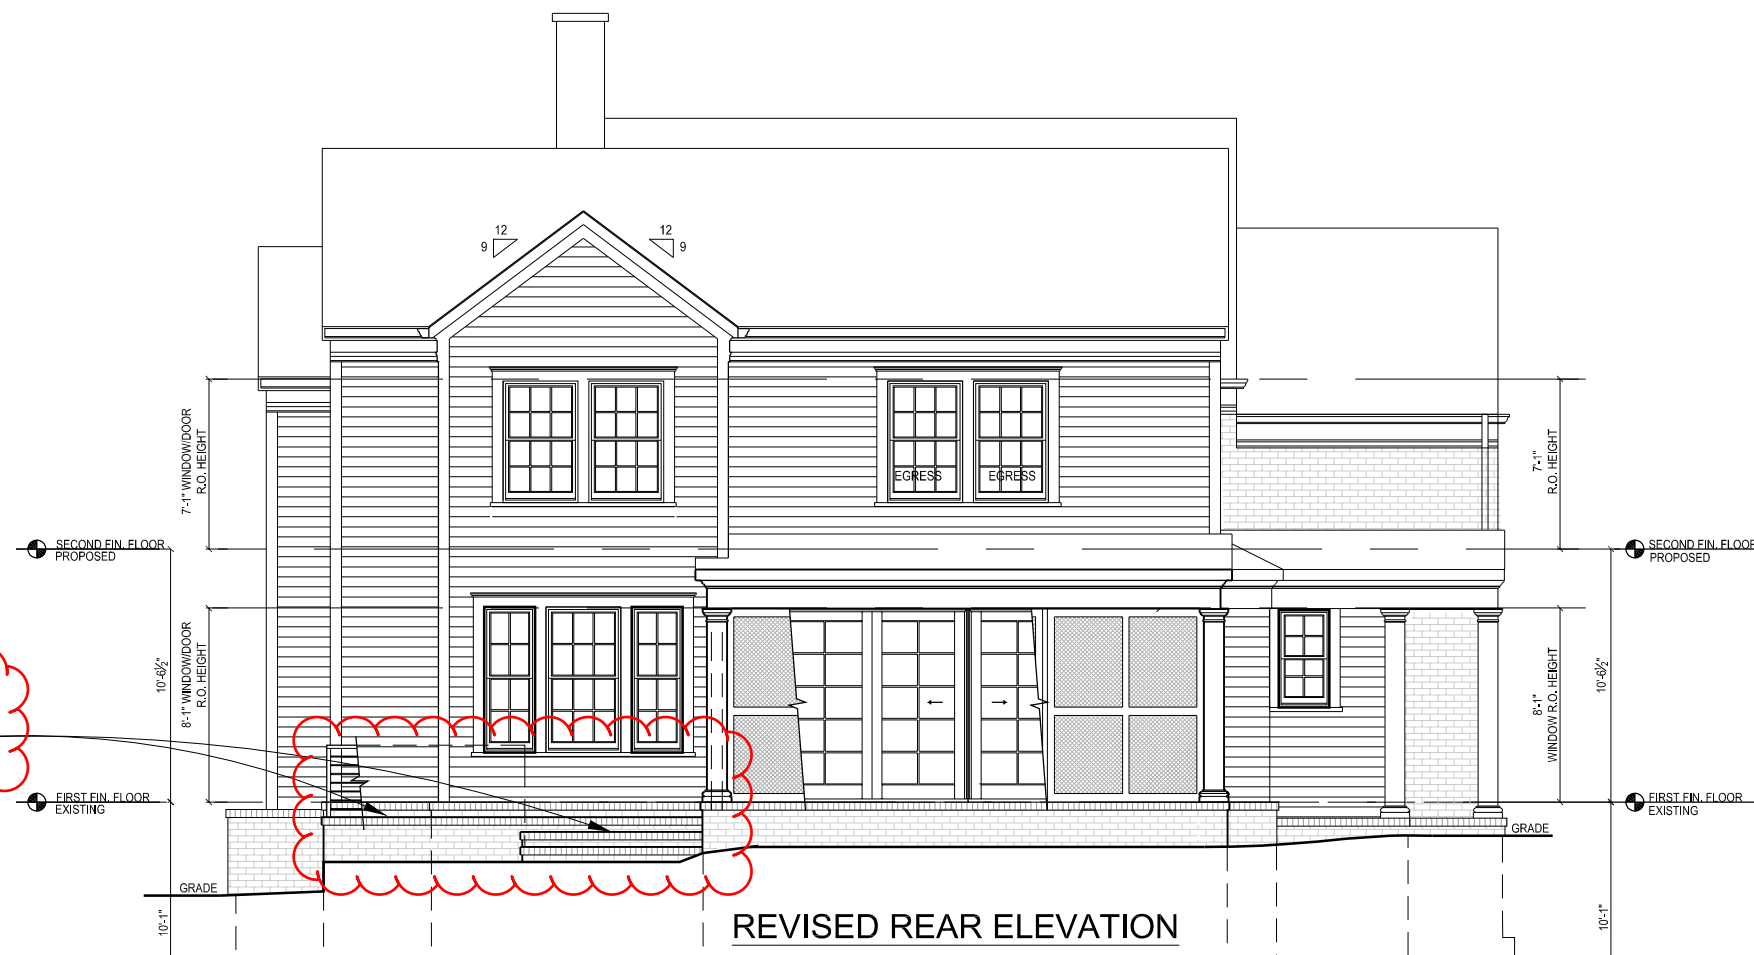 12
9
12
9
7'-1" WINDOW/DOOR
R.O. HEIGHT
EGRESS
EGRESS
7'-1"
R.O. HEIGHT
SECOND FIN. FLOOR
PROPOSED
SECOND FIN. FLOOR
PROPOSED
10'-6½"
8'-1" WINDOW/DOOR
R.O. HEIGHT
8'-1"
WINDOW R.O. HEIGHT
10'-6½"
FIRST FIN. FLOOR
EXISTING
FIRST FIN. FLOOR
EXISTING
GRADE
GRADE
10'-1"
10'-1"
REVISED REAR ELEVATION